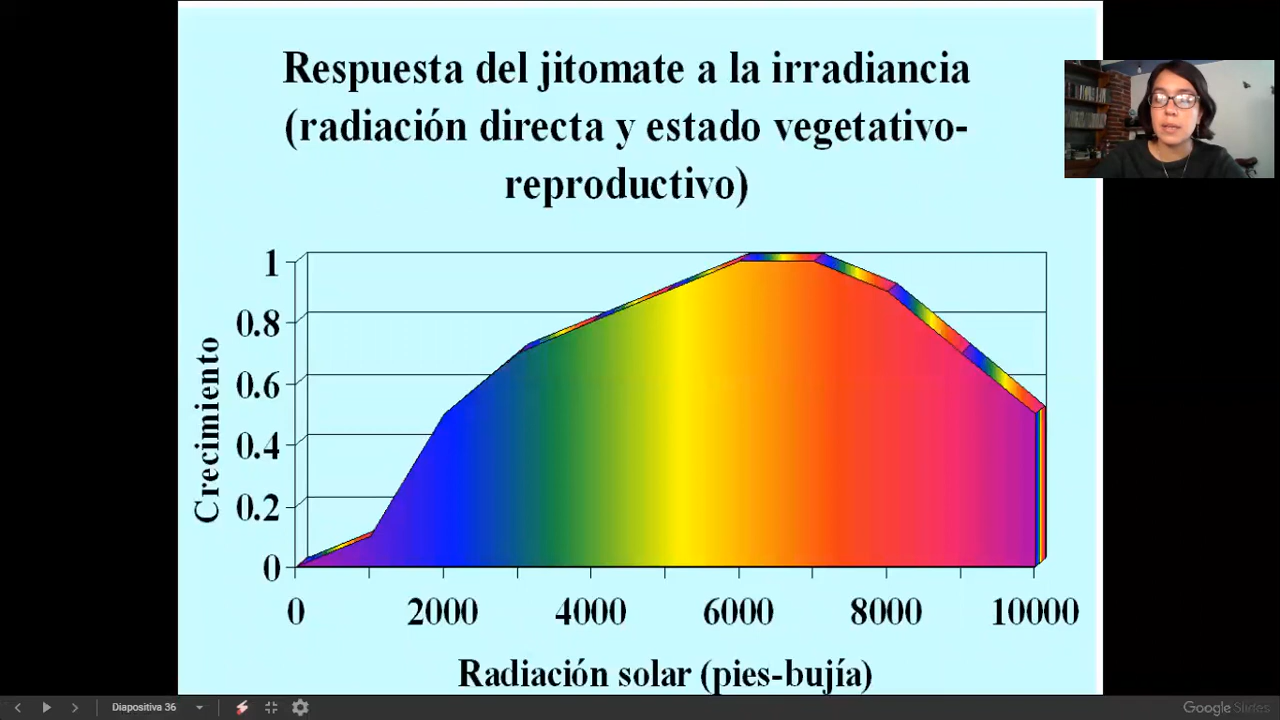 Respuesta del jitomate a la irradiancia
(radiación directa y estado vegetativo-
reproductivo)
Crecimiento
1
0.8
0.6
0.4
0.2
0
0 2000 4000 6000 8000 10000
Radiación solar (pies-bujía)
Diapositiva 36
Google Slides